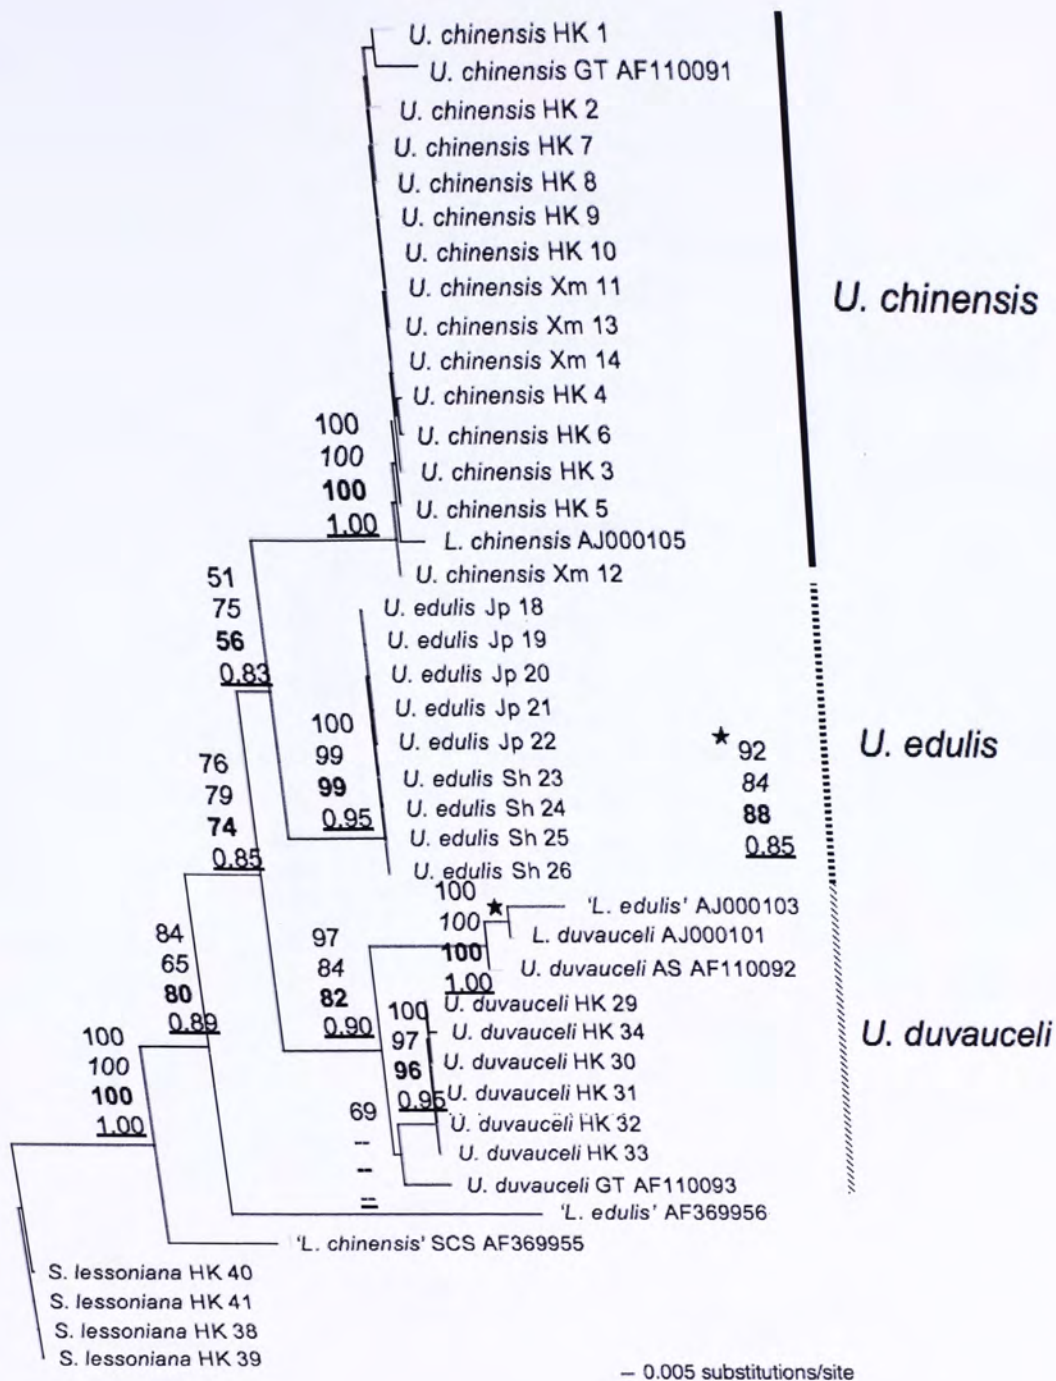 U. chinensis HK 1
U. chinensis GT AF110091
U. chinensis HK 2
U. chinensis HK 7
U. chinensis HK 8
U. chinensis HK 9
U. chinensis HK 10
U. chinensis Xm 11
U. chinensis Xm 13
U. chinensis Xm 14
U. chinensis HK 4
U. chinensis HK 6
U. chinensis HK 3
U. chinensis HK 5
L. chinensis AJ000105
U. chinensis Xm 12
100
100
100
1.00
U. chinensis
51
75
56
0.83
U. edulis Jp 18
U. edulis Jp 19
U. edulis Jp 20
U. edulis Jp 21
U. edulis Jp 22
U. edulis Sh 23
U. edulis Sh 24
U. edulis Sh 25
U. edulis Sh 26
100
99
99
0.95
★ 92
84
88
0.85
U. edulis
76
79
74
0.85
100
100
100
1.00
★
'L. edulis' AJ000103
L. duvauceli AJ000101
U. duvauceli AS AF110092
U. duvauceli HK 29
U. duvauceli HK 34
U. duvauceli HK 30
U. duvauceli HK 31
U. duvauceli HK 32
U. duvauceli HK 33
U. duvauceli GT AF110093
U. duvauceli
84
65
80
0.89
97
84
82
0.90
100
97
96
0.95
69
--
--
--
100
100
100
1.00
'L. edulis' AF369956
'L. chinensis' SCS AF369955
S. lessoniana HK 40
S. lessoniana HK 41
S. lessoniana HK 38
S. lessoniana HK 39
– 0.005 substitutions/site